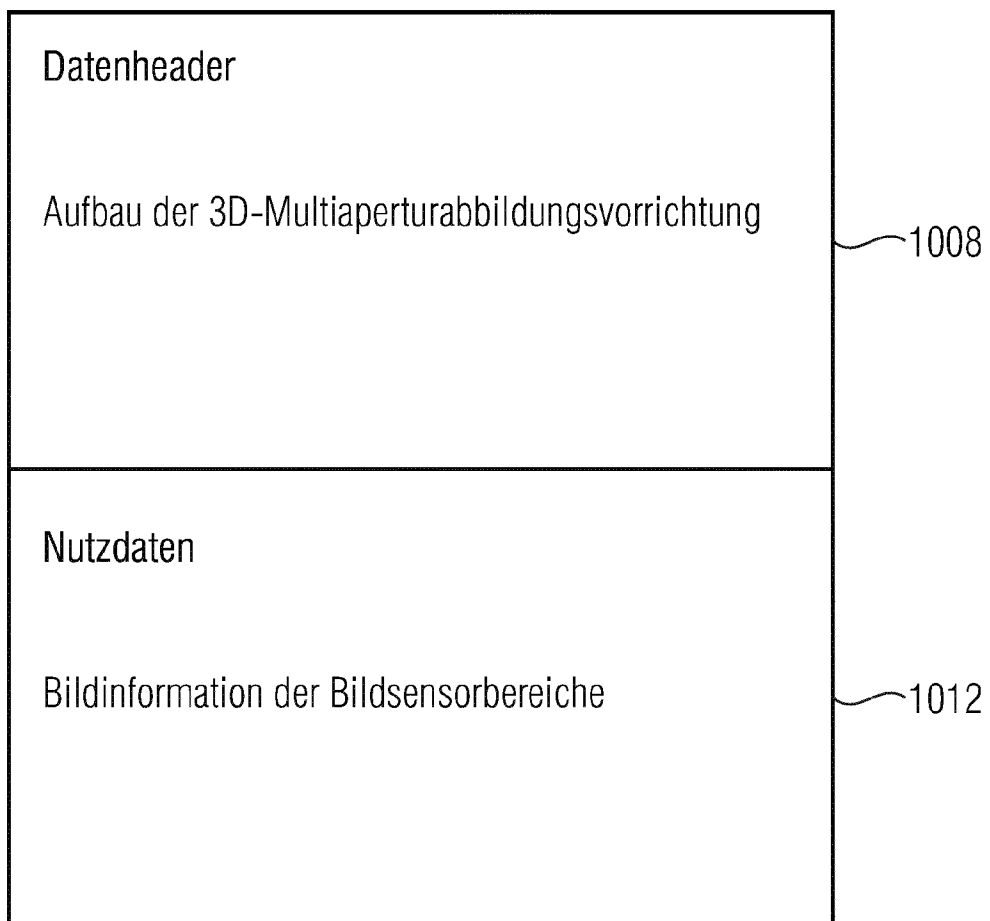 Datenheader
Aufbau der 3D-Multiaperturabbildungsvorrichtung
1008
Nutzdaten
Bildinformation der Bildsensorbereiche
1012